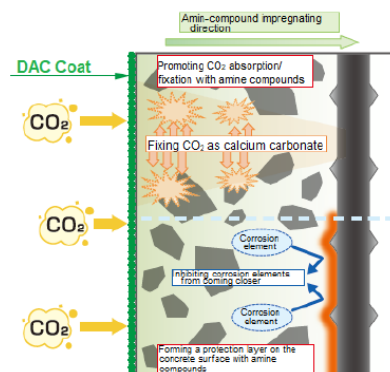 Amin-compound impregnating
direction
DAC Coat
Promoting CO₂ absorption/
fixation with amine compounds
CO₂
Fixing CO₂ as calcium carbonate
CO₂
Corrosion
element
Inhibiting corrosion elements
from coming closer
Corrosion
element
CO₂
Forming a protection layer on the
concrete surface with amine
compounds